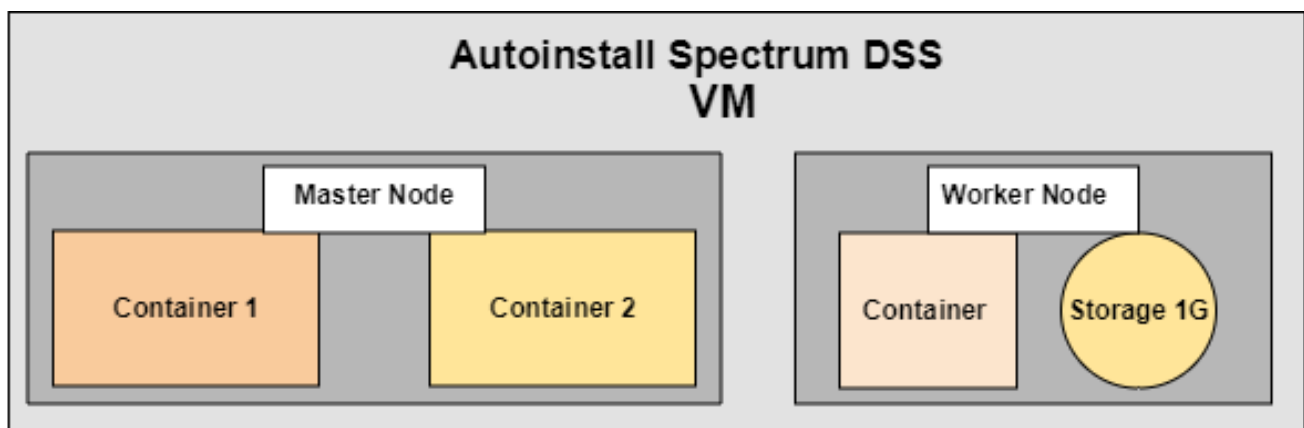 Autoinstall Spectrum DSS
VM
Master Node
Worker Node
Container 1
Container 2
Container
Storage 1G